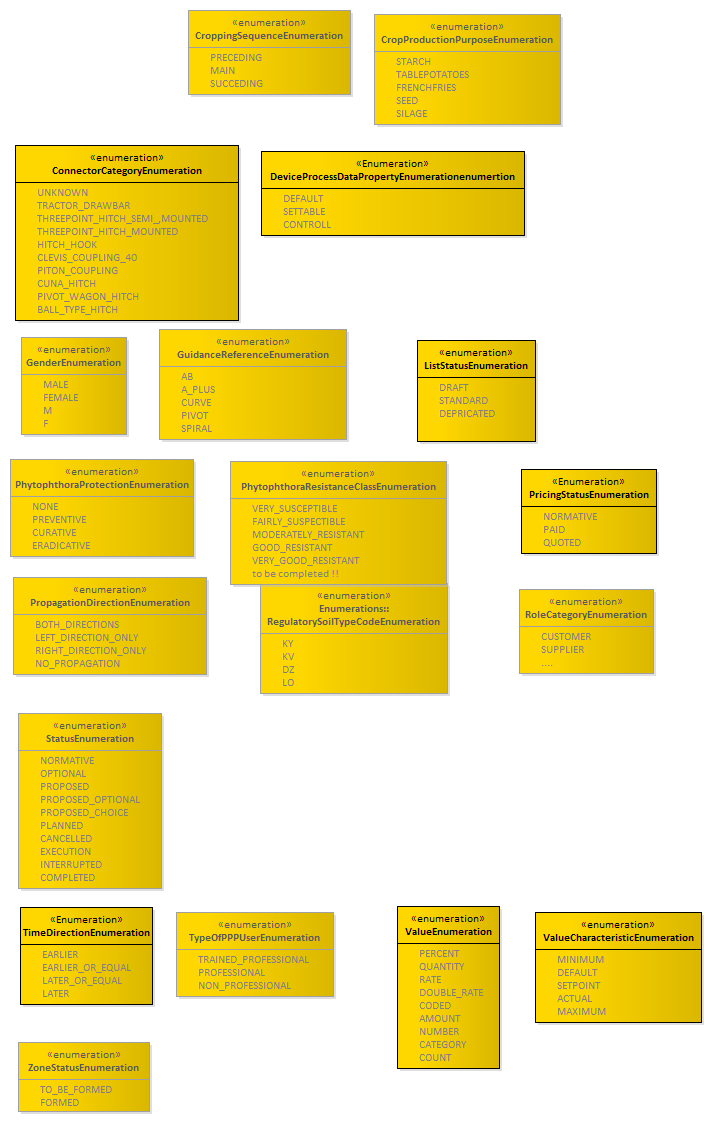 «enumeration»
CroppingSequenceEnumeration
PRECEDING
MAIN
SUCCEDING
«enumeration»
CropProductionPurposeEnumeration
STARCH
TABLEPOTATOES
FRENCHFRIES
SEED
SILAGE
«enumeration»
ConnectorCategoryEnumeration
UNKNOWN
TRACTOR_DRAWBAR
THREEPOINT_HITCH_SEMI_,MOUNTED
THREEPOINT_HITCH_MOUNTED
HITCH_HOOK
CLEVIS_COUPLING_40
PITON_COUPLING
CUNA_HITCH
PIVOT_WAGON_HITCH
BALL_TYPE_HITCH
«Enumeration»
DeviceProcessDataPropertyEnumerationenumertion
DEFAULT
SETTABLE
CONTROLL
«enumeration»
GenderEnumeration
MALE
FEMALE
M
F
«enumeration»
GuidanceReferenceEnumeration
AB
A_PLUS
CURVE
PIVOT
SPIRAL
«enumeration»
ListStatusEnumeration
DRAFT
STANDARD
DEPRICATED
«enumeration»
PhytophthoraProtectionEnumeration
NONE
PREVENTIVE
CURATIVE
ERADICATIVE
«enumeration»
PhytophthoraResistanceClassEnumeration
VERY_SUSCEPTIBLE
FAIRLY_SUSPECTIBLE
MODERATELY_RESISTANT
GOOD_RESISTANT
VERY_GOOD_RESISTANT
to be completed !!
«Enumeration»
PricingStatusEnumeration
NORMATIVE
PAID
QUOTED
«enumeration»
PropagationDirectionEnumeration
BOTH_DIRECTIONS
LEFT_DIRECTION_ONLY
RIGHT_DIRECTION_ONLY
NO_PROPAGATION
«enumeration»
Enumerations::
RegulatorySoilTypeCodeEnumeration
KY
KV
DZ
LO
«enumeration»
RoleCategoryEnumeration
CUSTOMER
SUPPLIER
....
«enumeration»
StatusEnumeration
NORMATIVE
OPTIONAL
PROPOSED
PROPOSED_OPTIONAL
PROPOSED_CHOICE
PLANNED
CANCELLED
EXECUTION
INTERRUPTED
COMPLETED
«Enumeration»
TimeDirectionEnumeration
EARLIER
EARLIER_OR_EQUAL
LATER_OR_EQUAL
LATER
«enumeration»
TypeOfPPPUserEnumeration
TRAINED_PROFESSIONAL
PROFESSIONAL
NON_PROFESSIONAL
«enumeration»
ValueEnumeration
PERCENT
QUANTITY
RATE
DOUBLE_RATE
CODED
AMOUNT
NUMBER
CATEGORY
COUNT
«enumeration»
ValueCharacteristicEnumeration
MINIMUM
DEFAULT
SETPOINT
ACTUAL
MAXIMUM
«enumeration»
ZoneStatusEnumeration
TO_BE_FORMED
FORMED